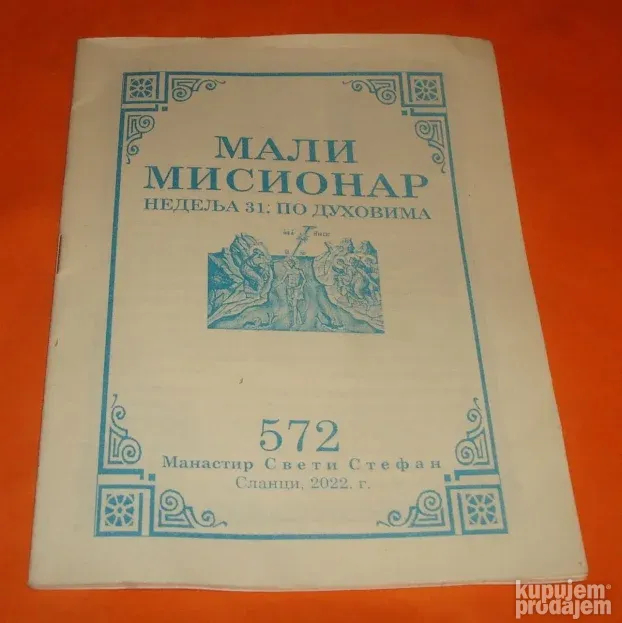 МАЛИ
МИСИОНАР
НЕДЕЉА 31. ПО ДУХОВИМА
572
Манастир Свети Стефан
Сланци, 2022. г.
kupujem
prodajem